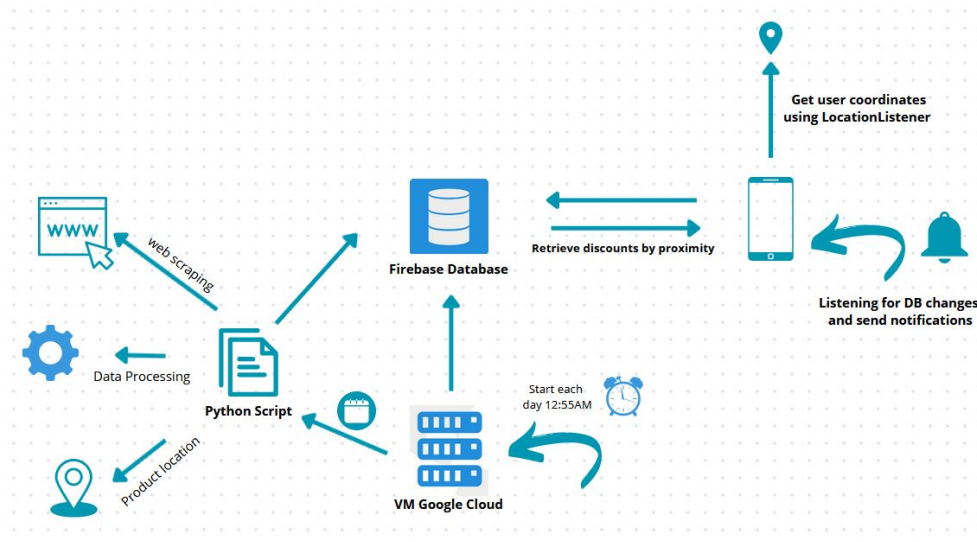 Get user coordinates
using LocationListener
WWW
web scraping
Firebase Database
Retrieve discounts by proximity
Listening for DB changes
and send notifications
Data Processing
Python Script
Start each
day 12:55AM
Product location
VM Google Cloud